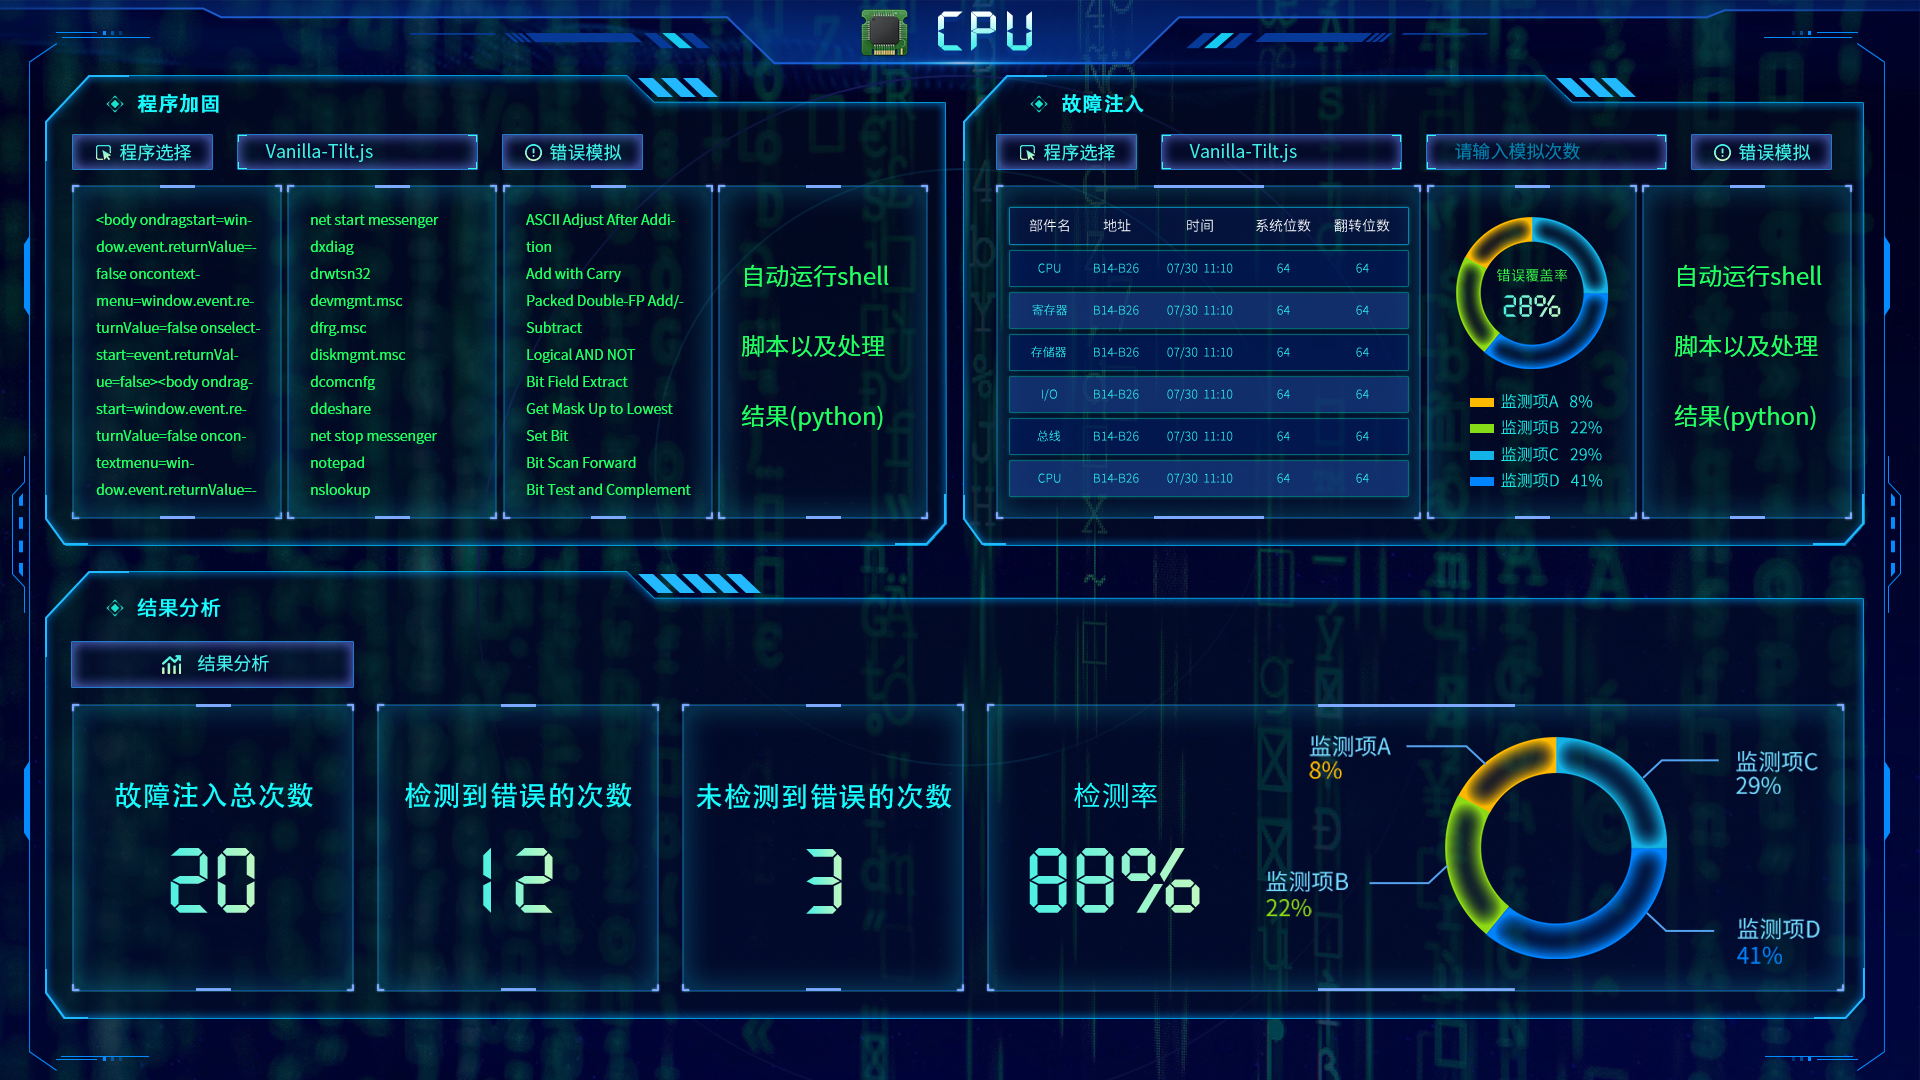 CPU
程序加固
程序选择
Vanilla-Tilt.js
错误模拟
<body ondragstart=win-
dow.event.returnValue=-
false oncontext-
menu=window.event.re-
turnValue=false onselect-
start=event.returnVal-
ue=false><body ondrag-
start=window.event.re-
turnValue=false oncon-
textmenu=win-
dow.event.returnValue=-
net start messenger
dxdiag
drwtsn32
devmgmt.msc
dfrg.msc
diskmgmt.msc
dcomcnfg
ddeshare
net stop messenger
notepad
nslookup
ASCII Adjust After Addi-
tion
Add with Carry
Packed Double-FP Add/-
Subtract
Logical AND NOT
Bit Field Extract
Get Mask Up to Lowest
Set Bit
Bit Scan Forward
Bit Test and Complement
自动运行shell
脚本以及处理
结果(python)
故障注入
程序选择
Vanilla-Tilt.js
请输入模拟次数
错误模拟
部件名 地址 时间 系统位数 翻转位数
CPU B14-B26 07/30 11:10 64 64
寄存器 B14-B26 07/30 11:10 64 64
存储器 B14-B26 07/30 11:10 64 64
I/O B14-B26 07/30 11:10 64 64
总线 B14-B26 07/30 11:10 64 64
CPU B14-B26 07/30 11:10 64 64
错误覆盖率
28%
监测项A 8%
监测项B 22%
监测项C 29%
监测项D 41%
自动运行shell
脚本以及处理
结果(python)
结果分析
结果分析
故障注入总次数
20
检测到错误的次数
12
未检测到错误的次数
3
检测率
88%
监测项A
8%
监测项B
22%
监测项C
29%
监测项D
41%